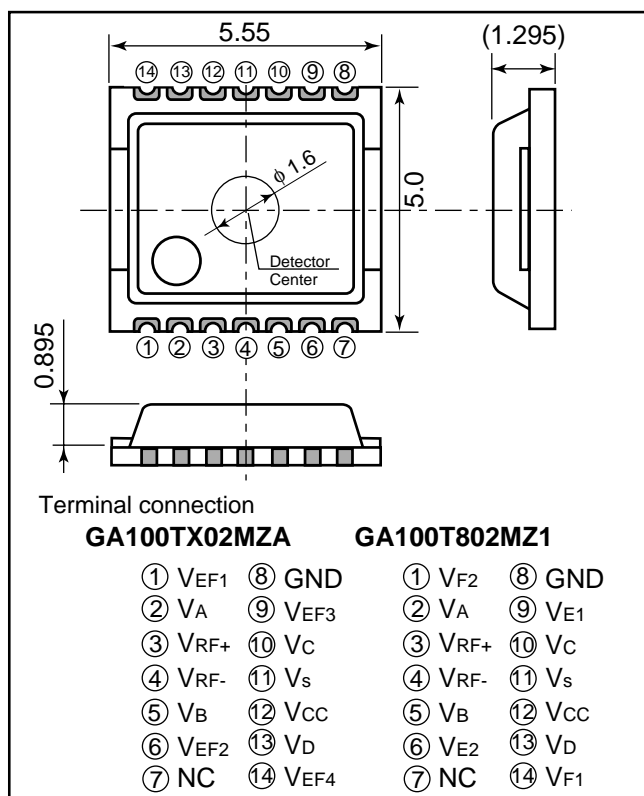 5.55
(1.295)
⑭ ⑬ ⑫ ⑪ ⑩ ⑨ ⑧
ϕ 1.6
5.0
Detector
Center
① ② ③ ④ ⑤ ⑥ ⑦
0.895
Terminal connection
GA100TX02MZA GA100T802MZ1
① VEF1 ⑧ GND ① VF2 ⑧ GND
② VA ⑨ VEF3 ② VA ⑨ VE1
③ VRF+ ⑩ VC ③ VRF+ ⑩ VC
④ VRF- ⑪ Vs ④ VRF- ⑪ Vs
⑤ VB ⑫ VCC ⑤ VB ⑫ VCC
⑥ VEF2 ⑬ VD ⑥ VE2 ⑬ VD
⑦ NC ⑭ VEF4 ⑦ NC ⑭ VF1